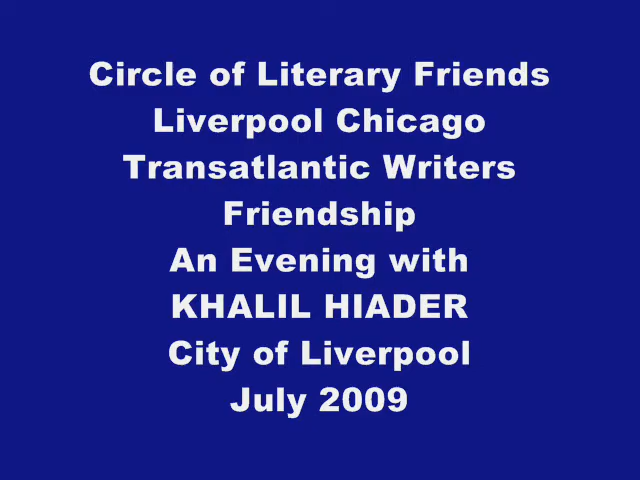 Circle of Literary Friends
Liverpool Chicago
Transatlantic Writers
Friendship
An Evening with
KHALIL HIADER
City of Liverpool
July 2009